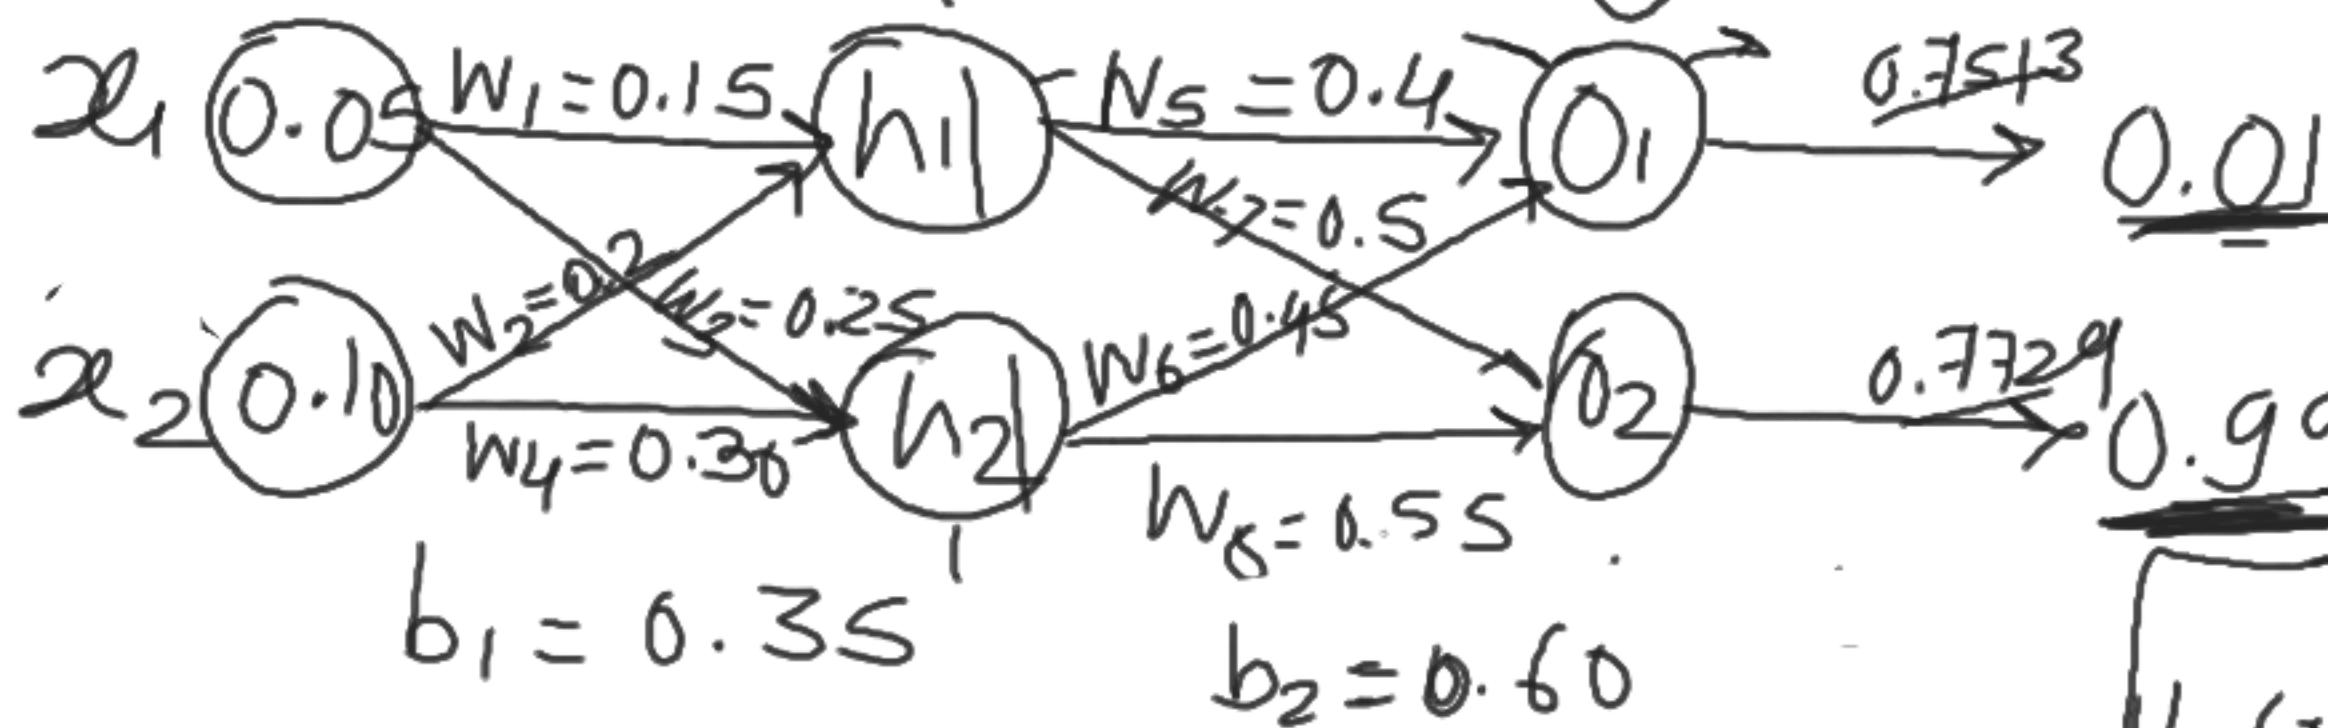 x1 0.05 W1=0.15 h1 W5=0.4 O1 0.7513 0.01
W7=0.5
W2=0.2 W3=0.25
x2 0.10 W6=0.45 O2 0.7729 0.99
W4=0.30 h2
W8=0.55
b1=0.35
b2=0.60